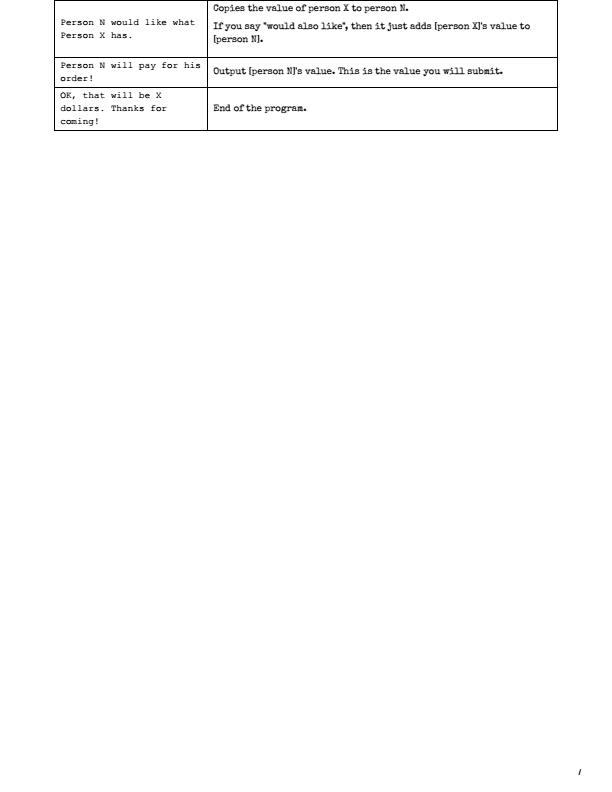 Copies the value of person X to person N.
Person N would like what
Person X has.
If you say "would also like", then it just adds [person X]'s value to
[person N].
Person N will pay for his
order!
Output [person N]'s value. This is the value you will submit.
OK, that will be X
dollars. Thanks for
coming!
End of the program.